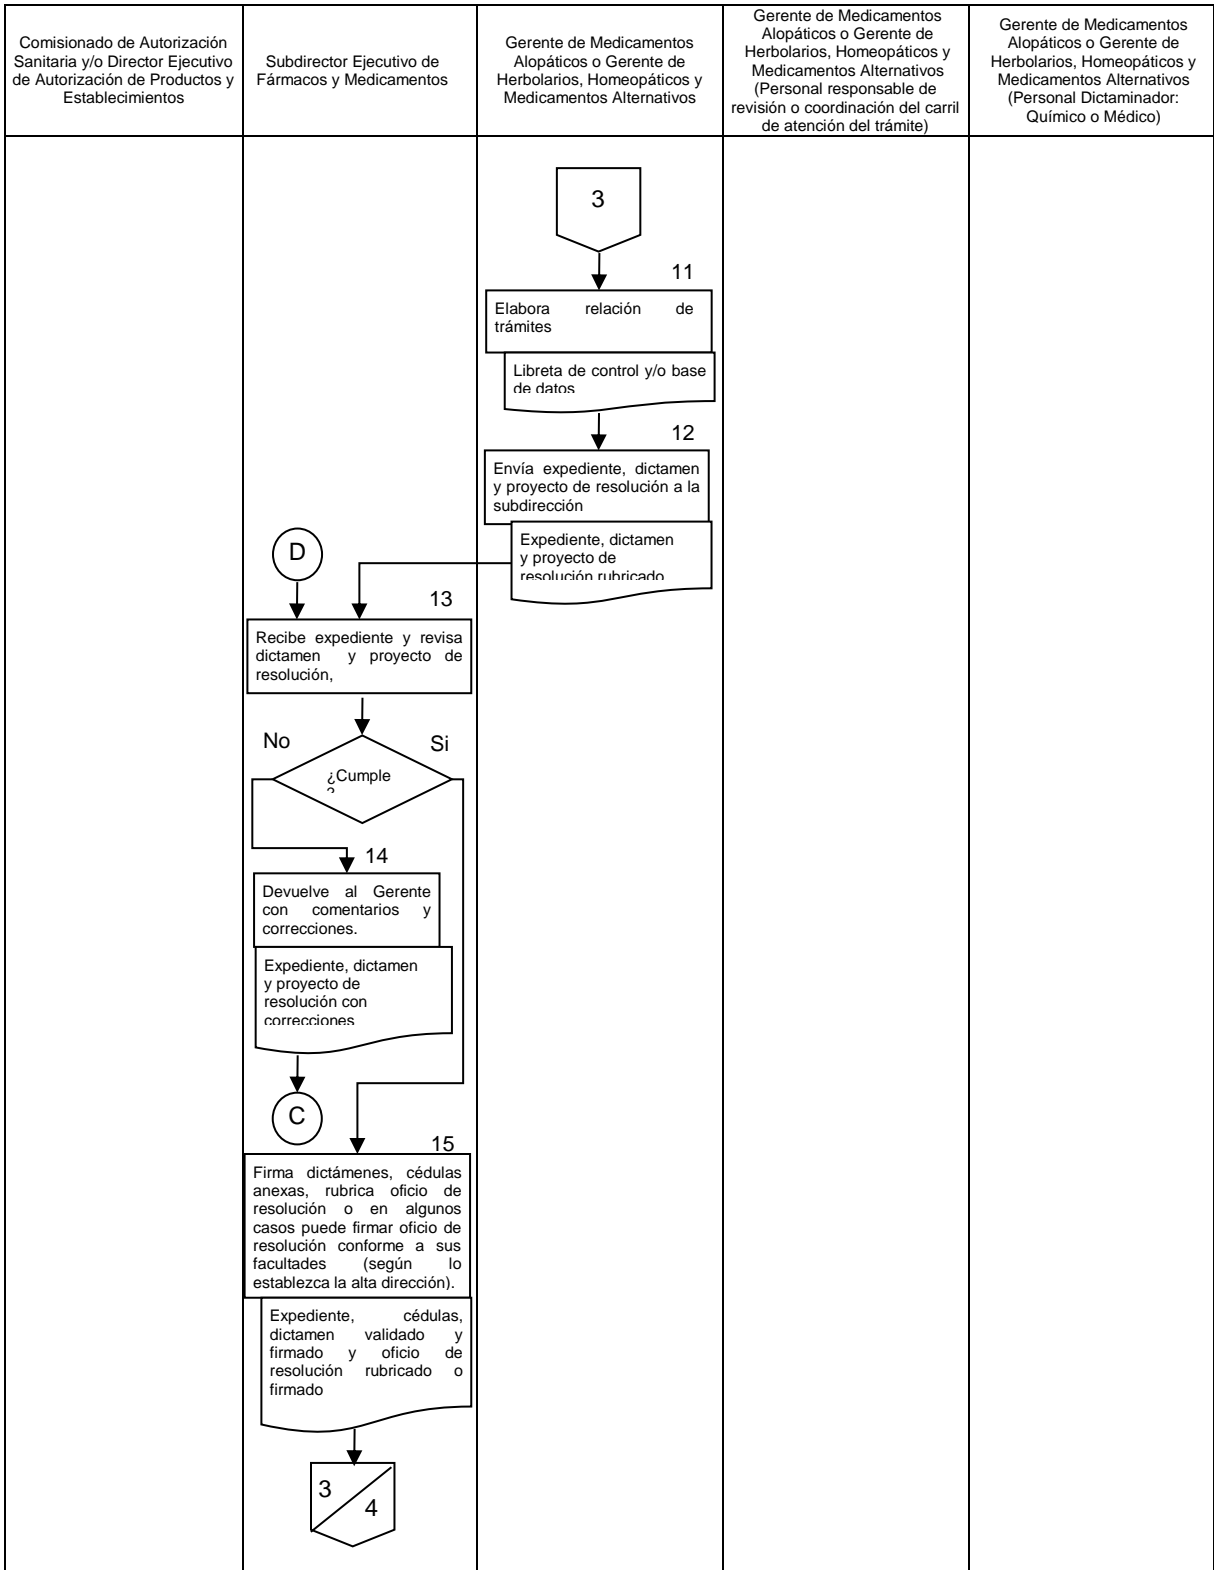 Comisionado de Autorización
Sanitaria y/o Director Ejecutivo
de Autorización de Productos y
Establecimientos
Subdirector Ejecutivo de
Fármacos y Medicamentos
Gerente de Medicamentos
Alopáticos o Gerente de
Herbolarios, Homeopáticos y
Medicamentos Alternativos
Gerente de Medicamentos
Alopáticos o Gerente de
Herbolarios, Homeopáticos y
Medicamentos Alternativos
(Personal responsable de
revisión o coordinación del carril
de atención del trámite)
Gerente de Medicamentos
Alopáticos o Gerente de
Herbolarios, Homeopáticos y
Medicamentos Alternativos
(Personal Dictaminador:
Químico o Médico)
3
11
Elabora relación de
trámites
Libreta de control y/o base
de datos
12
Envía expediente, dictamen
y proyecto de resolución a la
subdirección
Expediente, dictamen
y proyecto de
resolución rubricado
D
13
Recibe expediente y revisa
dictamen y proyecto de
resolución,
No
Si
¿Cumple
?
14
Devuelve al Gerente
con comentarios y
correcciones.
Expediente, dictamen
y proyecto de
resolución con
correcciones
C
15
Firma dictámenes, cédulas
anexas, rubrica oficio de
resolución o en algunos
casos puede firmar oficio de
resolución conforme a sus
facultades (según lo
establezca la alta dirección).
Expediente, cédulas,
dictamen validado y
firmado y oficio de
resolución rubricado o
firmado
3
4